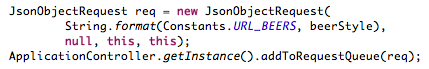 JsonObjectRequest req = new JsonObjectRequest(
String.format(Constants.URL_BEERS, beerStyle),
null, this, this);
ApplicationController.getInstance().addToRequestQueue(req);